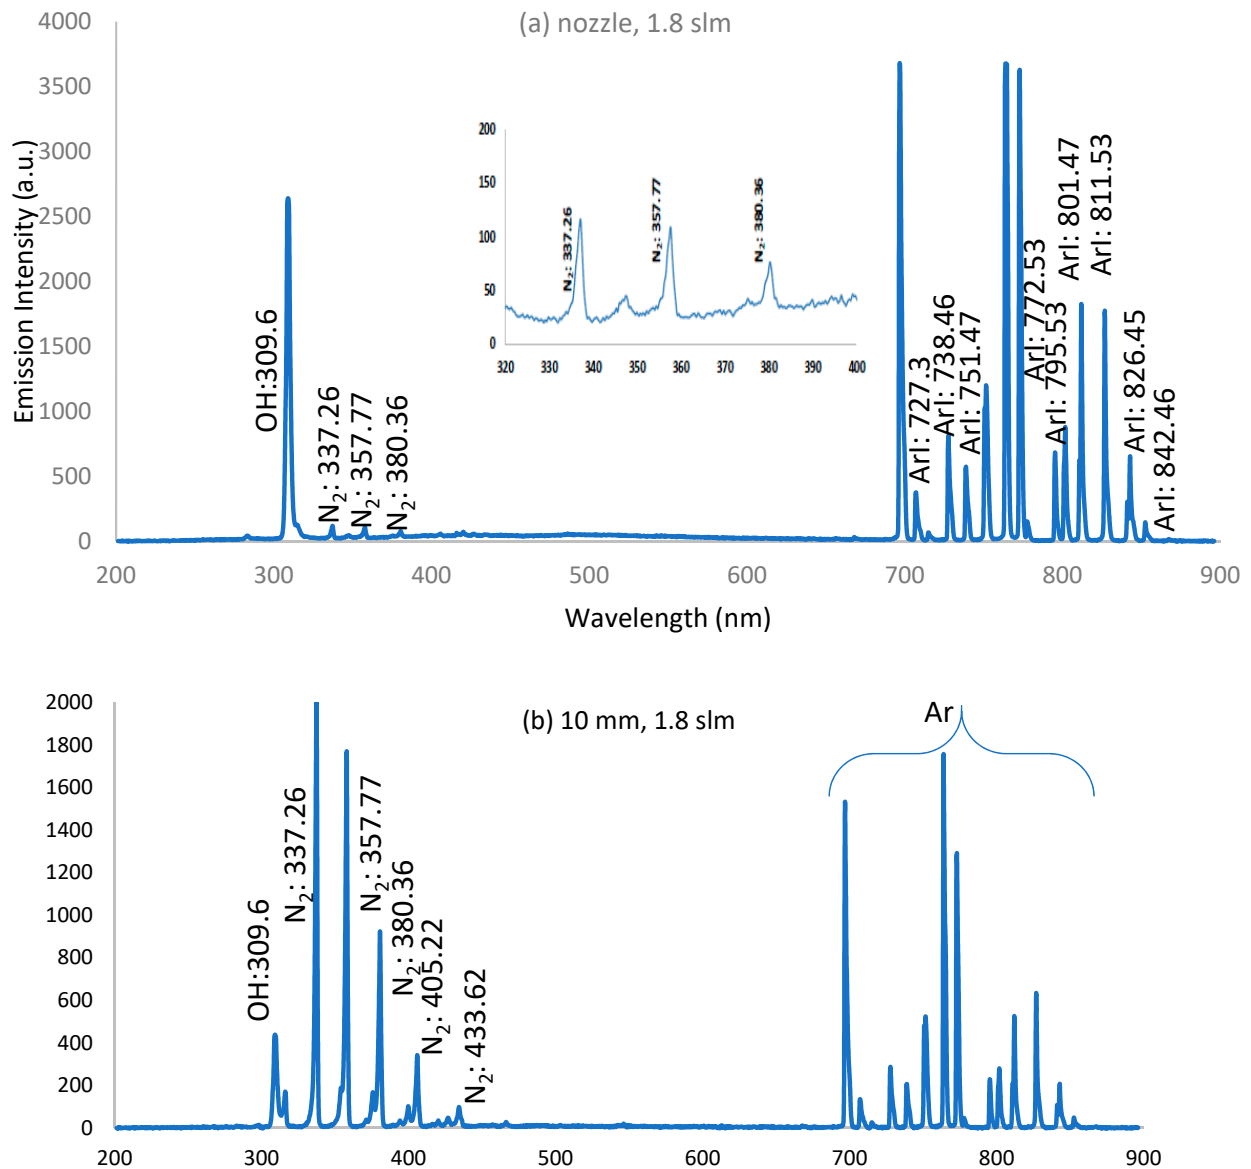 (a) nozzle, 1.8 slm
Emission Intensity (a.u.)
4000
3500
3000
2500
2000
1500
1000
500
0
OH:309.6
N₂: 337.26
N₂: 357.77
N₂: 380.36
200
150
100
50
0
N₂: 337.26
N₂: 357.77
N₂: 380.36
320 330 340 350 360 370 380 390 400
ArI: 727.3
ArI: 738.46
ArI: 751.47
ArI: 772.53
ArI: 795.53
ArI: 801.47
ArI: 811.53
ArI: 826.45
ArI: 842.46
200 300 400 500 600 700 800 900
Wavelength (nm)
(b) 10 mm, 1.8 slm
2000
1800
1600
1400
1200
1000
800
600
400
200
0
OH:309.6
N₂: 337.26
N₂: 357.77
N₂: 380.36
N₂: 405.22
N₂: 433.62
Ar
200 300 400 500 600 700 800 900